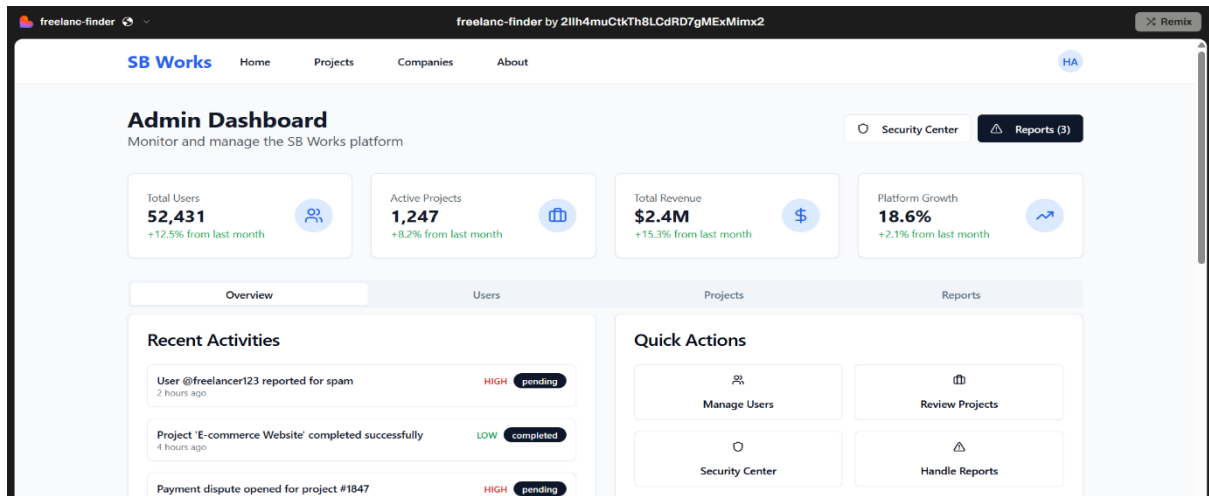 freelanc-finder
freelanc-finder by 2IIh4muCtkTh8LCdRD7gMExMimx2
Remix
SB Works
Home
Projects
Companies
About
HA
Admin Dashboard
Monitor and manage the SB Works platform
Security Center
Reports (3)
Total Users
52,431
+12.5% from last month
Active Projects
1,247
+8.2% from last month
Total Revenue
$2.4M
+15.3% from last month
Platform Growth
18.6%
+2.1% from last month
Overview
Users
Projects
Reports
Recent Activities
User @freelancer123 reported for spam
HIGH pending
2 hours ago
Project 'E-commerce Website' completed successfully
LOW completed
4 hours ago
Payment dispute opened for project #1847
HIGH pending
Quick Actions
Manage Users
Review Projects
Security Center
Handle Reports